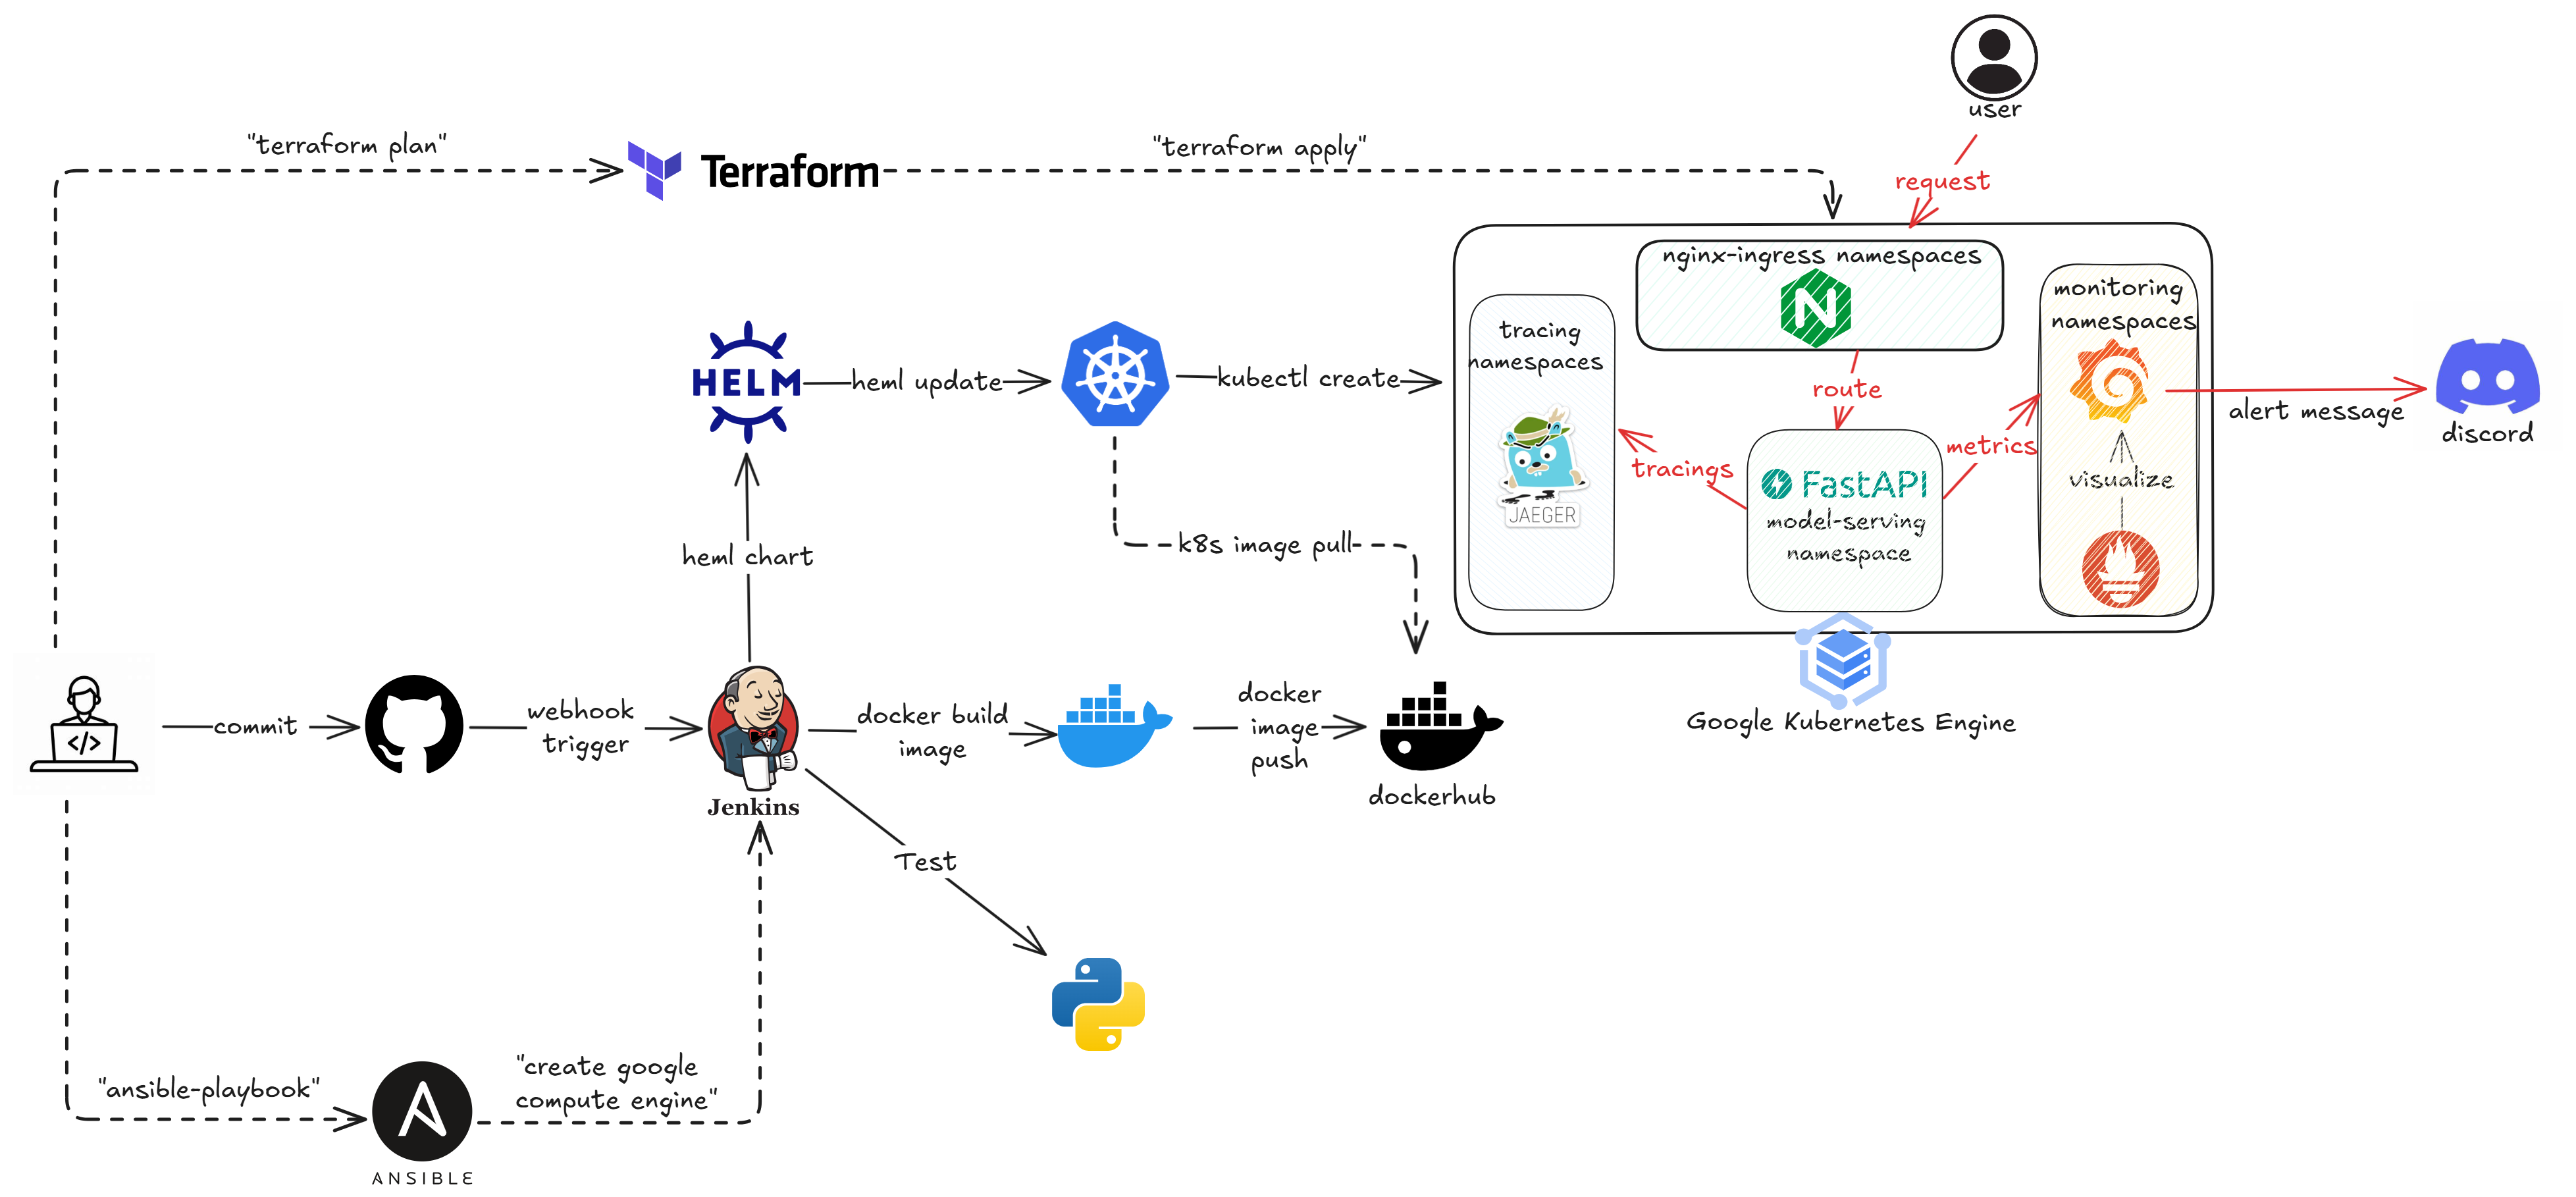 user
"terraform plan"
Terraform
"terraform apply"
request
nginx-ingress namespaces
monitoring
namespaces
tracing
namespaces
HELM
heml update
kubectl create
route
alert message
discord
metrics
tracings
FastAPI
model-serving
namespace
visualize
JAEGER
k8s image pull
heml chart
commit
webhook
trigger
Jenkins
docker build
image
docker
image
push
dockerhub
Google Kubernetes Engine
Test
"ansible-playbook"
"create google
compute engine"
ANSIBLE